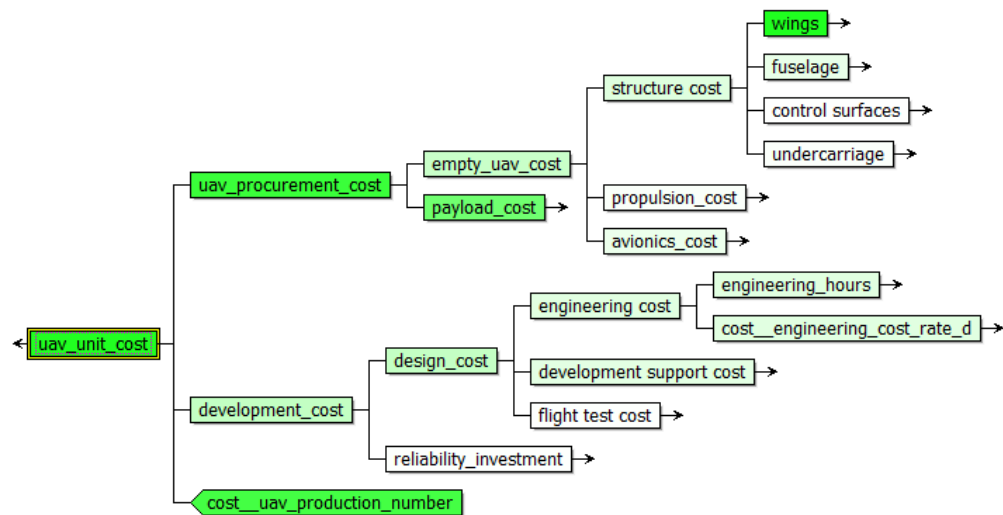 wings
fuselage
structure cost
control surfaces
undercarriage
empty_uav_cost
uav_procurement_cost
propulsion_cost
payload_cost
avionics_cost
engineering_hours
engineering cost
cost__engineering_cost_rate_d
uav_unit_cost
design_cost
development support cost
development_cost
flight test cost
reliability_investment
cost__uav_production_number